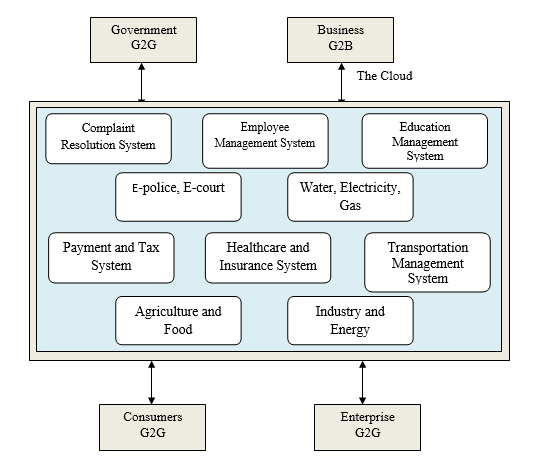 Government
G2G
Business
G2B
The Cloud
Complaint
Resolution System
Employee
Management System
Education
Management
System
E-police, E-court
Water, Electricity,
Gas
Payment and Tax
System
Healthcare and
Insurance System
Transportation
Management
System
Agriculture and
Food
Industry and
Energy
Consumers
G2G
Enterprise
G2G